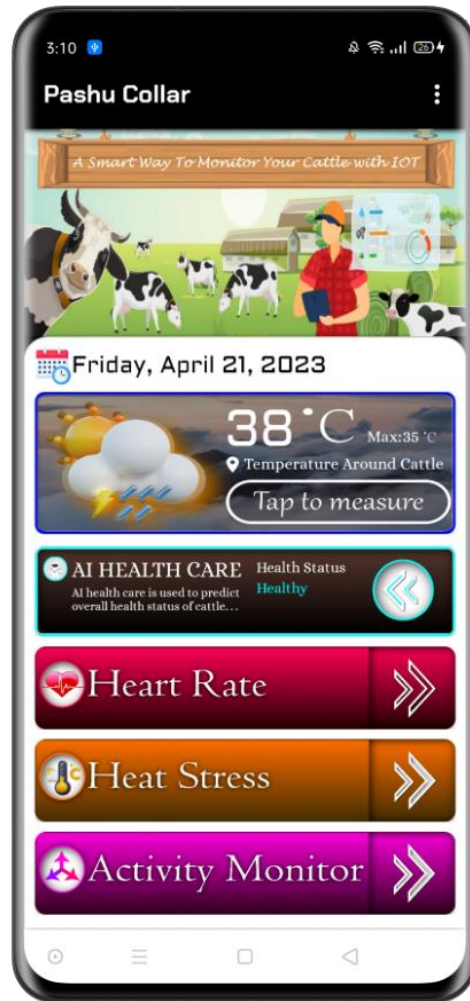 3:10
26
Pashu Collar
A Smart Way To Monitor Your Cattle with IOT
Friday, April 21, 2023
38 °C Max:35 °C
Temperature Around Cattle
Tap to measure
AI HEALTH CARE
AI health care is used to predict
overall health status of cattle...
Health Status
Healthy
Heart Rate
Heat Stress
Activity Monitor